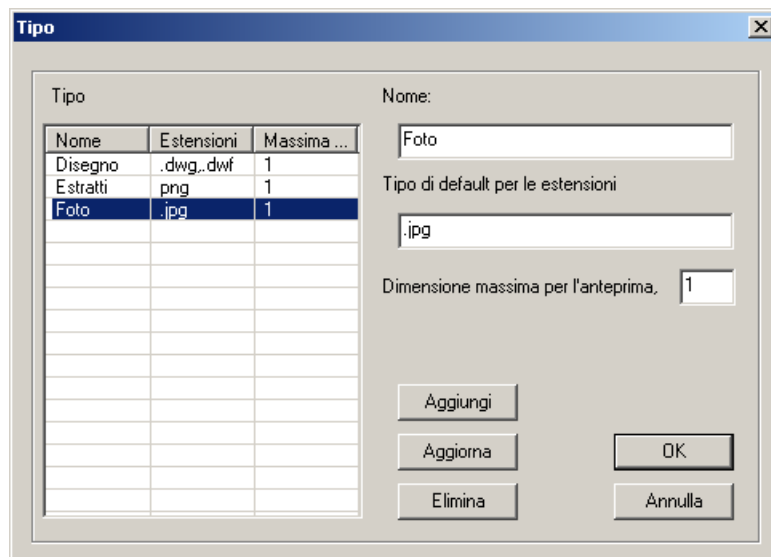 Tipo
Tipo
Nome Estensioni Massima ...
Disegno .dwg,.dwf 1
Estratti png 1
Foto .jpg 1
Nome:
Foto
Tipo di default per le estensioni
.jpg
Dimensione massima per l'anteprima, 1
Aggiungi
Aggiorna OK
Elimina Annulla